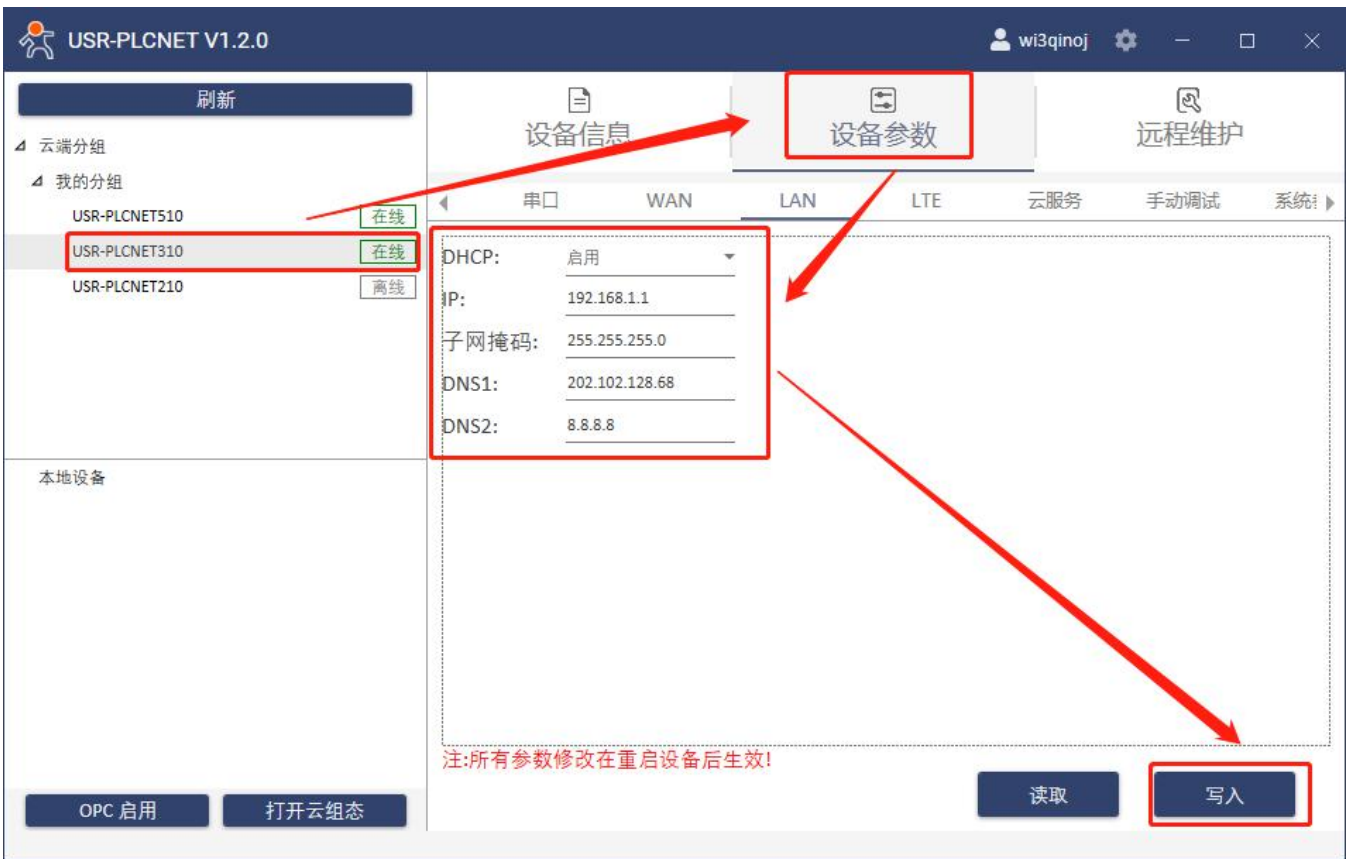 USR-PLCNET V1.2.0
wi3qinoj
刷新
云端分组
我的分组
USR-PLCNET510 在线
USR-PLCNET310 在线
USR-PLCNET210 离线
本地设备
OPC 启用 打开云组态
设备信息 设备参数 远程维护
串口 WAN LAN LTE 云服务 手动调试 系统
DHCP: 启用
IP: 192.168.1.1
子网掩码: 255.255.255.0
DNS1: 202.102.128.68
DNS2: 8.8.8.8
注:所有参数修改在重启设备后生效!
读取 写入